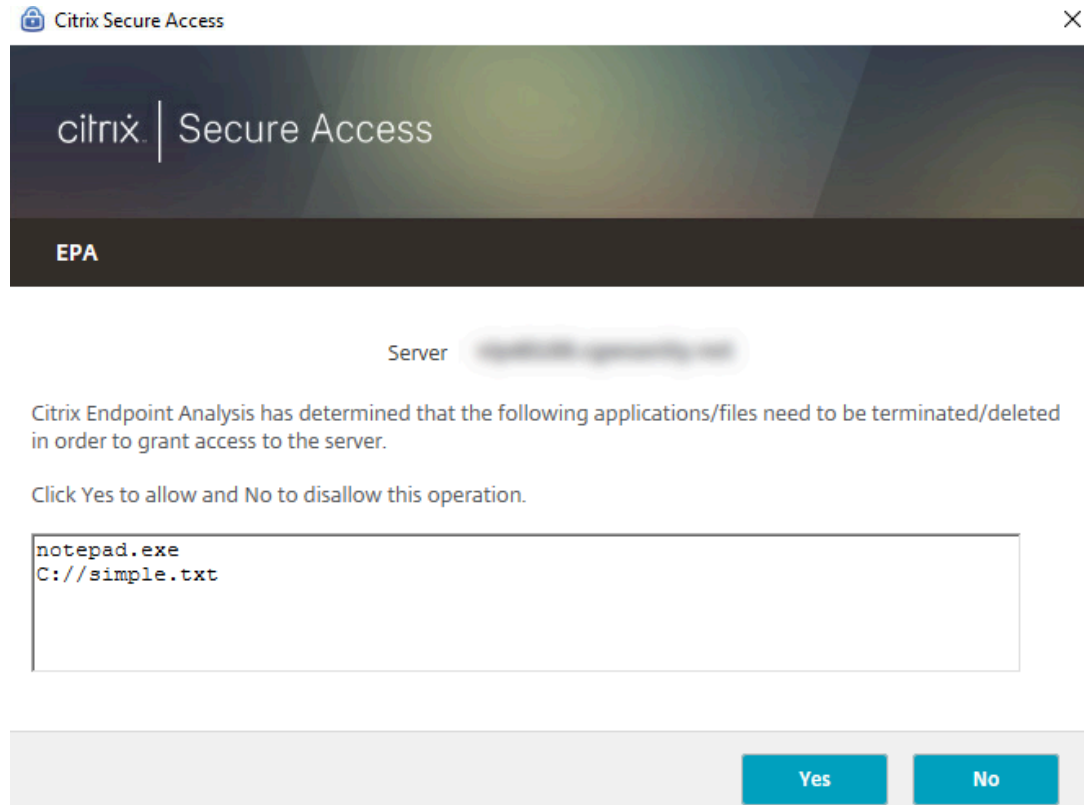 Citrix Secure Access
citrix | Secure Access
EPA
Server
Citrix Endpoint Analysis has determined that the following applications/files need to be terminated/deleted
in order to grant access to the server.
Click Yes to allow and No to disallow this operation.
notepad.exe
C://simple.txt
Yes No